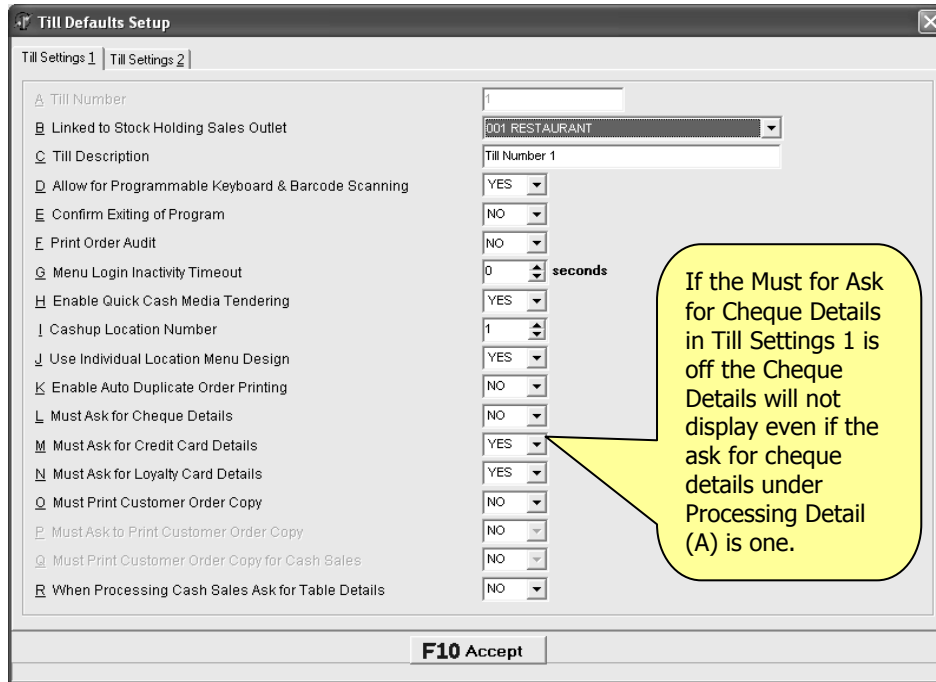 Till Defaults Setup
Till Settings 1 Till Settings 2
A Till Number 1
B Linked to Stock Holding Sales Outlet 001 RESTAURANT
C Till Description Till Number 1
D Allow for Programmable Keyboard & Barcode Scanning YES
E Confirm Exiting of Program NO
F Print Order Audit NO
G Menu Login Inactivity Timeout 0 seconds
H Enable Quick Cash Media Tendering YES
I Cashup Location Number 1
J Use Individual Location Menu Design YES
K Enable Auto Duplicate Order Printing NO
L Must Ask for Cheque Details NO
M Must Ask for Credit Card Details YES
N Must Ask for Loyalty Card Details YES
O Must Print Customer Order Copy NO
P Must Ask to Print Customer Order Copy NO
Q Must Print Customer Order Copy for Cash Sales NO
R When Processing Cash Sales Ask for Table Details NO
If the Must for Ask
for Cheque Details
in Till Settings 1 is
off the Cheque
Details will not
display even if the
ask for cheque
details under
Processing Detail
(A) is one.
F10 Accept